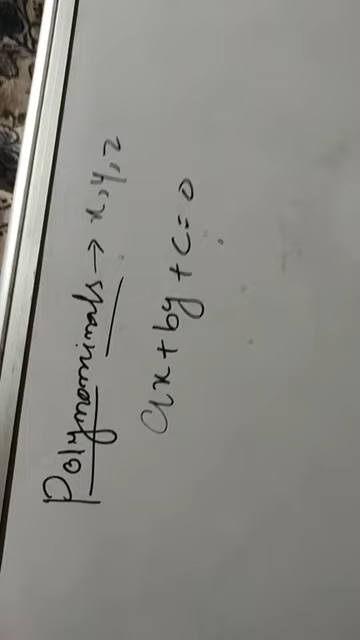 Polynomials → x, y, z
ax + by + c = 0